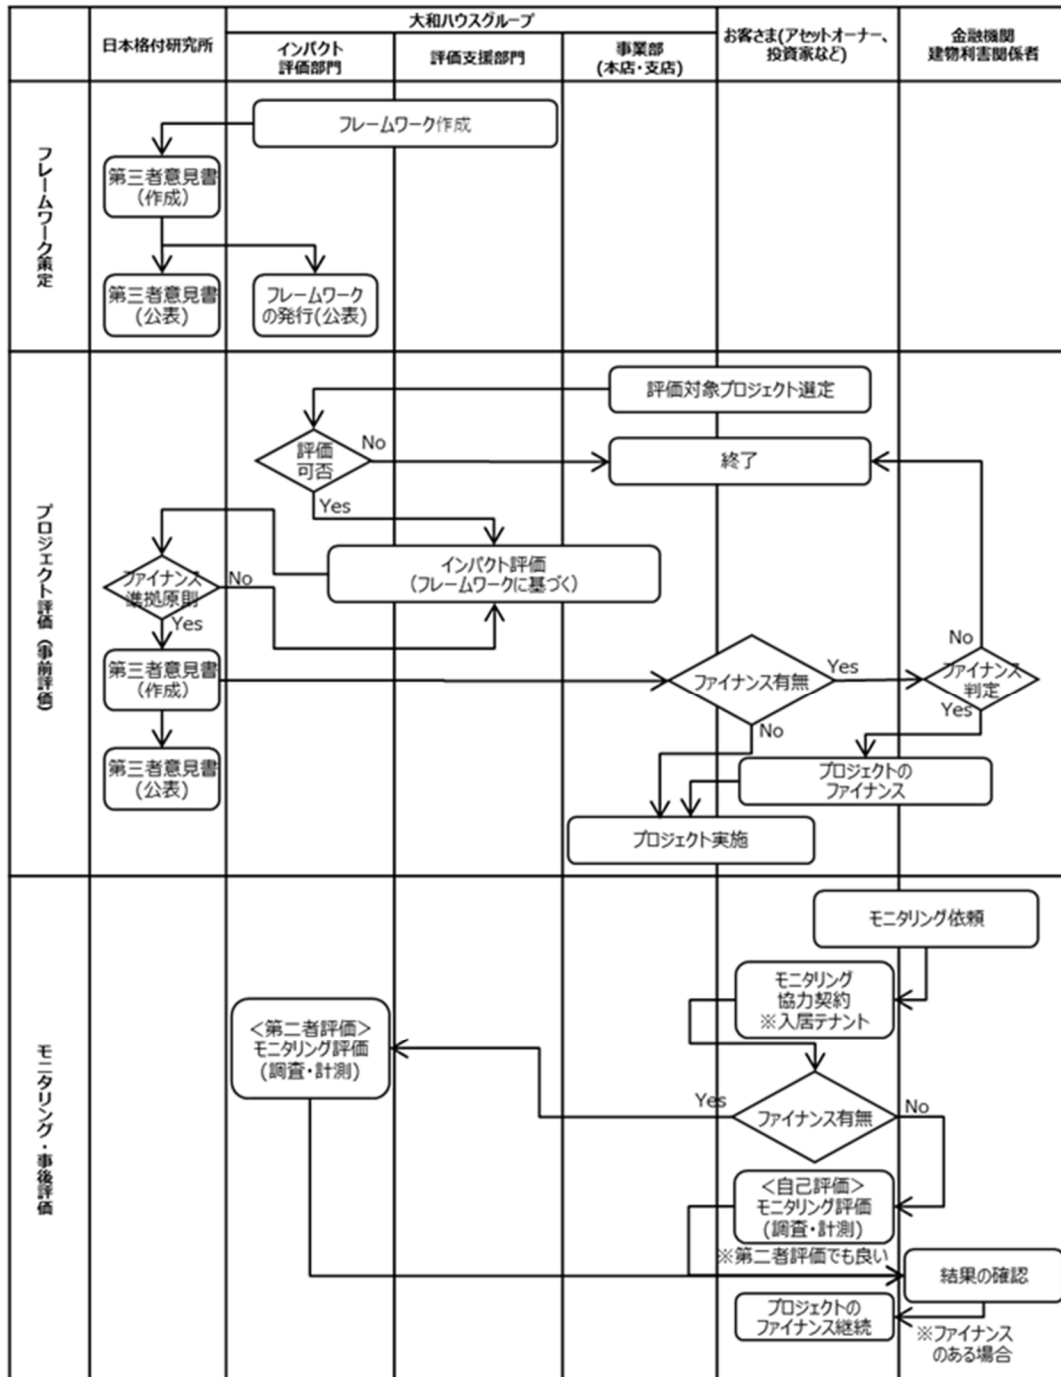 日本格付研究所
大和ハウスグループ
インパクト
評価部門
評価支援部門
事業部
(本店・支店)
お客さま(アセットオーナー、
投資家など)
金融機関
建物利害関係者
フレームワーク策定
フレームワーク作成
第三者意見書
(作成)
第三者意見書
(公表)
フレームワーク
の発行(公表)
プロジェクト評価(事前評価)
評価対象プロジェクト選定
評価
可否
No
終了
Yes
インパクト評価
(フレームワークに基づく)
ファイナンス
準拠原則
No
Yes
第三者意見書
(作成)
ファイナンス有無
Yes
No
ファイナンス
判定
No
Yes
第三者意見書
(公表)
プロジェクトの
ファイナンス
プロジェクト実施
モニタリング・事後評価
モニタリング依頼
モニタリング
協力契約
※入居テナント
<第二者評価>
モニタリング評価
(調査・計測)
Yes
ファイナンス有無
No
<自己評価>
モニタリング評価
(調査・計測)
※第二者評価でも良い
結果の確認
プロジェクトの
ファイナンス継続
※ファイナンス
のある場合